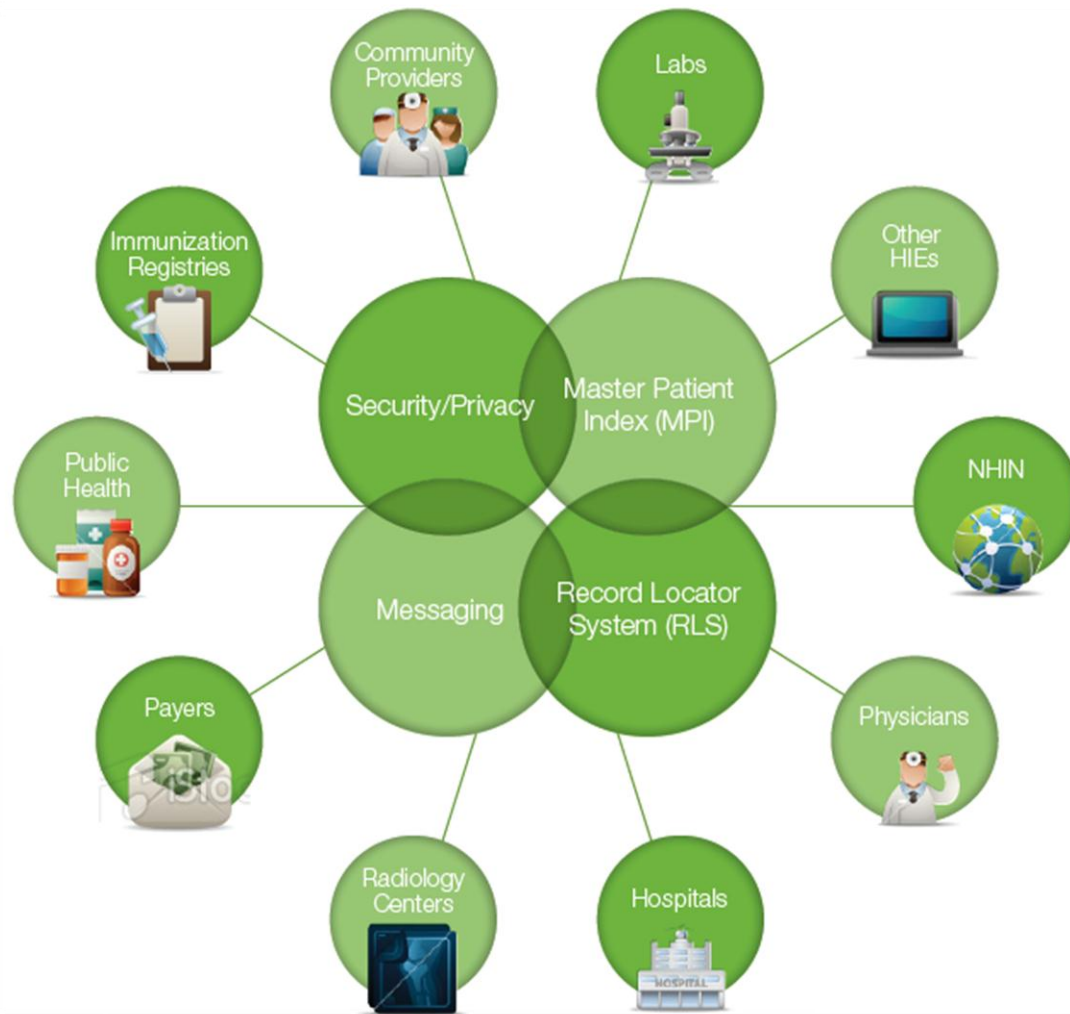 Community
Providers
Labs
Immunization
Registries
Other
HIEs
Security/Privacy
Master Patient
Index (MPI)
Public
Health
NHIN
Messaging
Record Locator
System (RLS)
Payers
Physicians
Radiology
Centers
Hospitals
HOSPITAL